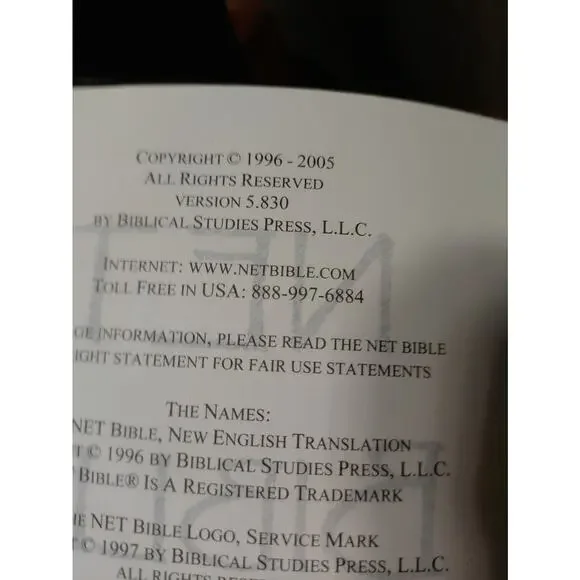 COPYRIGHT © 1996 - 2005
ALL RIGHTS RESERVED
VERSION 5.830
BY BIBLICAL STUDIES PRESS, L.L.C.
INTERNET: WWW.NETBIBLE.COM
TOLL FREE IN USA: 888-997-6884
INFORMATION, PLEASE READ THE NET BIBLE
STATEMENT FOR FAIR USE STATEMENTS
THE NAMES:
NET BIBLE, NEW ENGLISH TRANSLATION
© 1996 BY BIBLICAL STUDIES PRESS, L.L.C.
BIBLE® IS A REGISTERED TRADEMARK
NET BIBLE LOGO, SERVICE MARK
© 1997 BY BIBLICAL STUDIES PRESS, L.L.C.
ALL RIGHTS